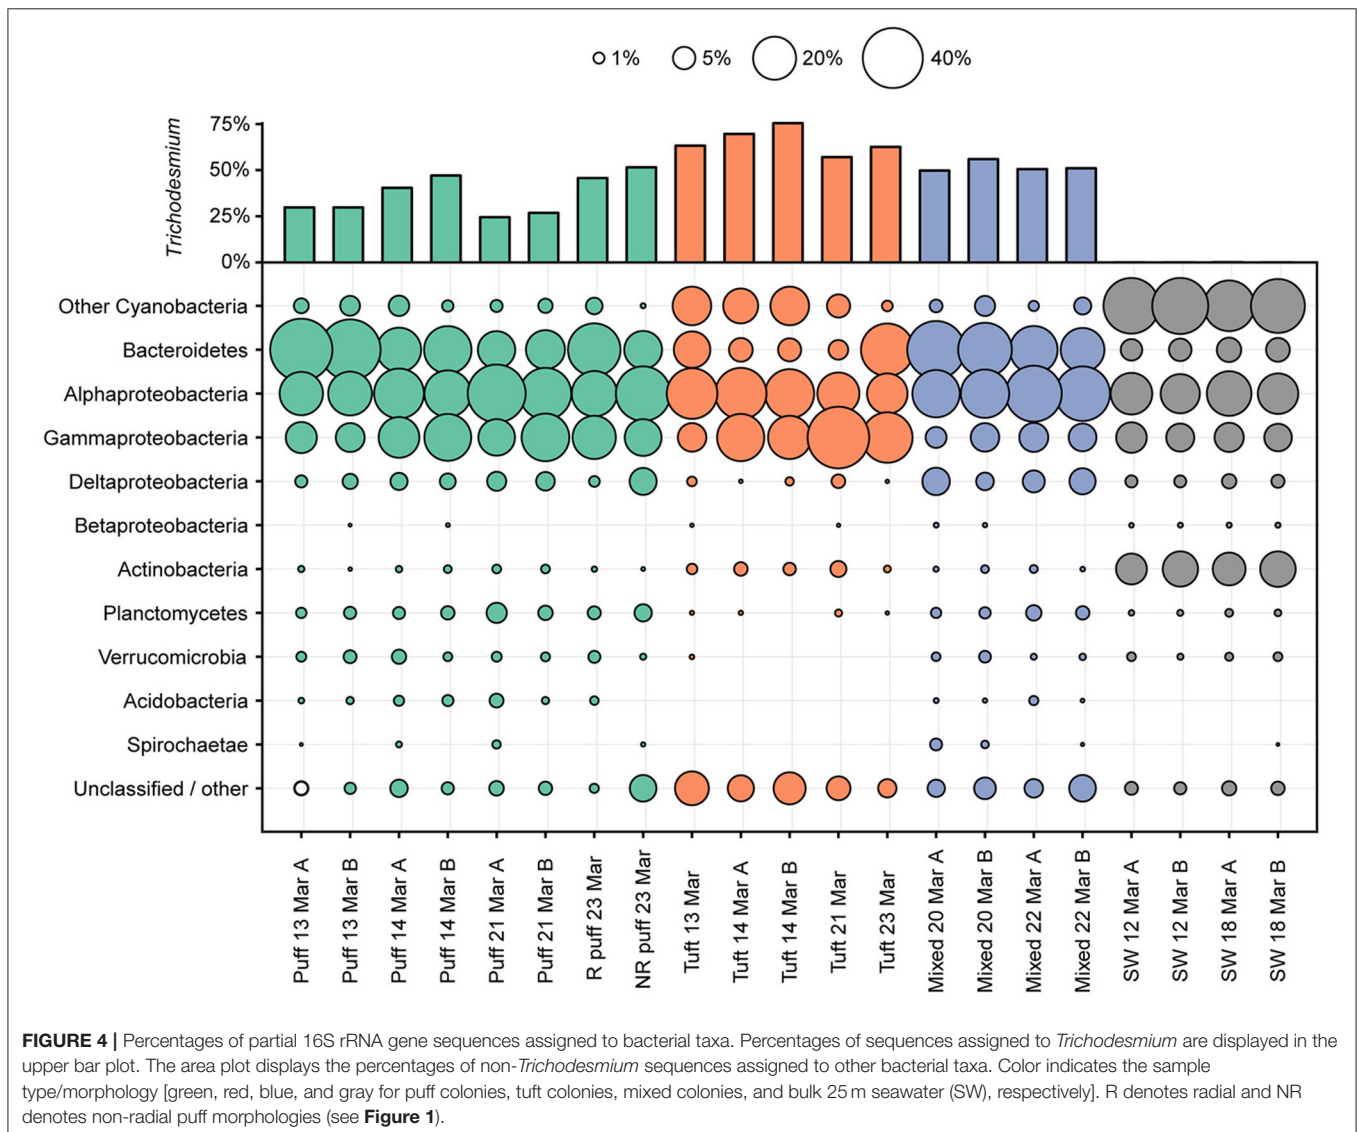 1% 5% 20% 40%
Trichodesmium
75%
50%
25%
0%
Other Cyanobacteria
Bacteroidetes
Alphaproteobacteria
Gammaproteobacteria
Deltaproteobacteria
Betaproteobacteria
Actinobacteria
Planctomycetes
Verrucomicrobia
Acidobacteria
Spirochaetae
Unclassified / other
Puff 13 Mar A
Puff 13 Mar B
Puff 14 Mar A
Puff 14 Mar B
Puff 21 Mar A
Puff 21 Mar B
R puff 23 Mar
NR puff 23 Mar
Tuft 13 Mar
Tuft 14 Mar A
Tuft 14 Mar B
Tuft 21 Mar
Tuft 23 Mar
Mixed 20 Mar A
Mixed 20 Mar B
Mixed 22 Mar A
Mixed 22 Mar B
SW 12 Mar A
SW 12 Mar B
SW 18 Mar A
SW 18 Mar B
FIGURE 4 | Percentages of partial 16S rRNA gene sequences assigned to bacterial taxa. Percentages of sequences assigned to Trichodesmium are displayed in the
upper bar plot. The area plot displays the percentages of non-Trichodesmium sequences assigned to other bacterial taxa. Color indicates the sample
type/morphology [green, red, blue, and gray for puff colonies, tuft colonies, mixed colonies, and bulk 25 m seawater (SW), respectively]. R denotes radial and NR
denotes non-radial puff morphologies (see Figure 1).